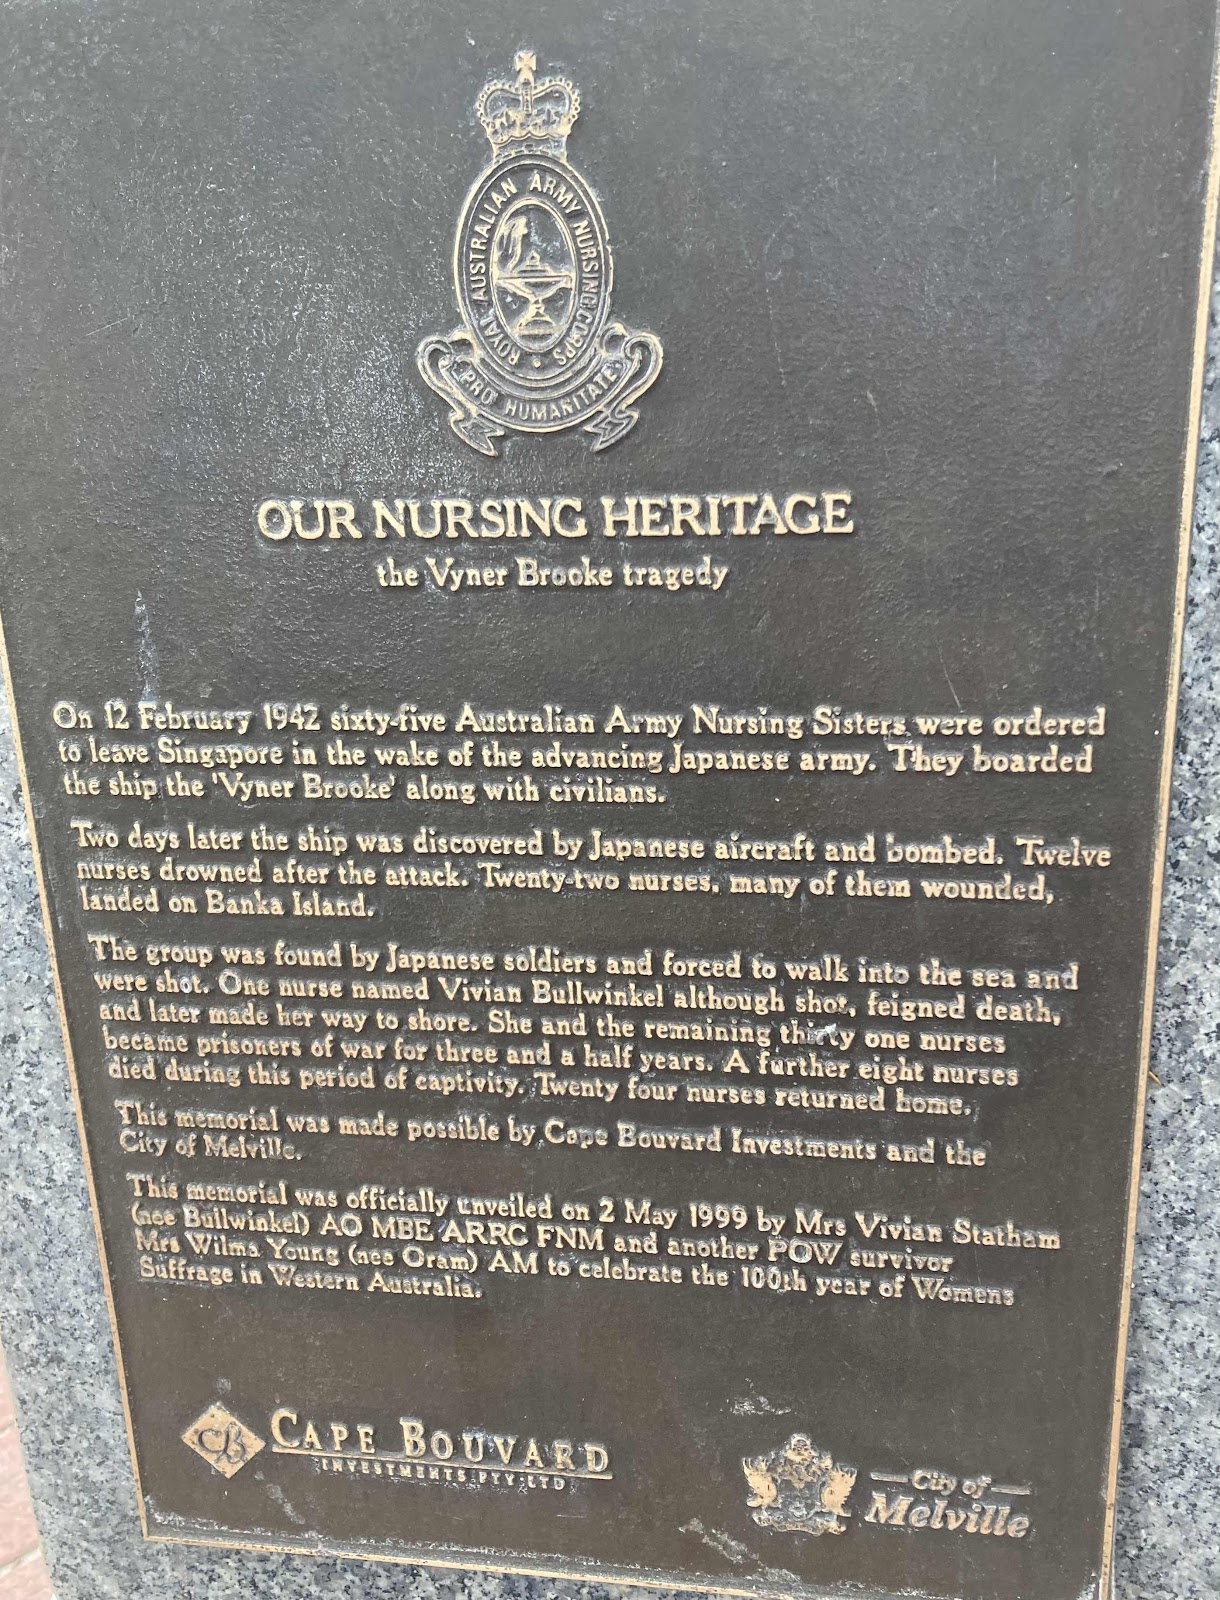 ROYAL AUSTRALIAN ARMY NURSING CORPS
PRO HUMANITATE
OUR NURSING HERITAGE
the Vyner Brooke tragedy
On 12 February 1942 sixty-five Australian Army Nursing Sisters were ordered
to leave Singapore in the wake of the advancing Japanese army. They boarded
the ship the 'Vyner Brooke' along with civilians.
Two days later the ship was discovered by Japanese aircraft and bombed. Twelve
nurses drowned after the attack. Twenty-two nurses, many of them wounded,
landed on Banka Island.
The group was found by Japanese soldiers and forced to walk into the sea and
were shot. One nurse named Vivian Bullwinkel although shot, feigned death,
and later made her way to shore. She and the remaining thirty one nurses
became prisoners of war for three and a half years. A further eight nurses
died during this period of captivity. Twenty four nurses returned home.
This memorial was made possible by Cape Bouvard Investments and the
City of Melville.
This memorial was officially unveiled on 2 May 1999 by Mrs Vivian Statham
(nee Bullwinkel) AO MBE ARRC FNM and another POW survivor
Mrs Wilma Young (nee Oram) AM to celebrate the 100th year of Womens
Suffrage in Western Australia.
CB
CAPE BOUVARD
INVESTMENTS PTY LTD
City of
Melville